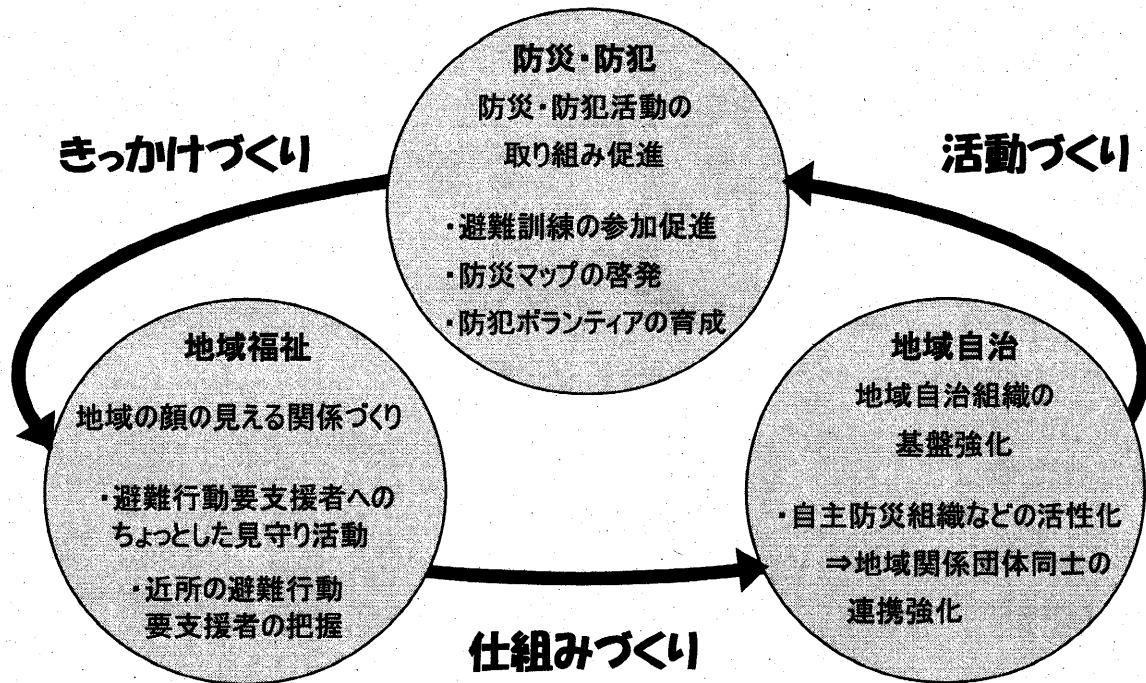 防災・防犯
防災・防犯活動の
取り組み促進
・避難訓練の参加促進
・防災マップの啓発
・防犯ボランティアの育成
きっかけづくり
活動づくり
地域福祉
地域の顔の見える関係づくり
・避難行動要支援者への
ちょっとした見守り活動
・近所の避難行動
要支援者の把握
地域自治
地域自治組織の
基盤強化
・自主防災組織などの活性化
⇒地域関係団体同士の
連携強化
仕組みづくり